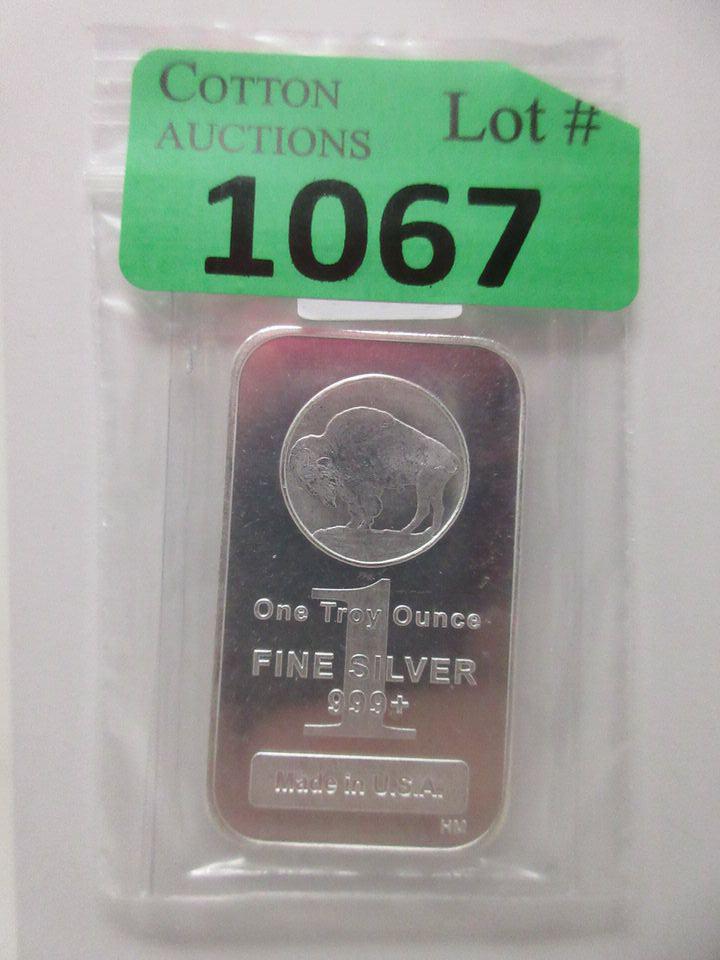 COTTON
AUCTIONS
Lot #
1067
1
One Troy Ounce
FINE SILVER
999+
Made in U.S.A.
HM